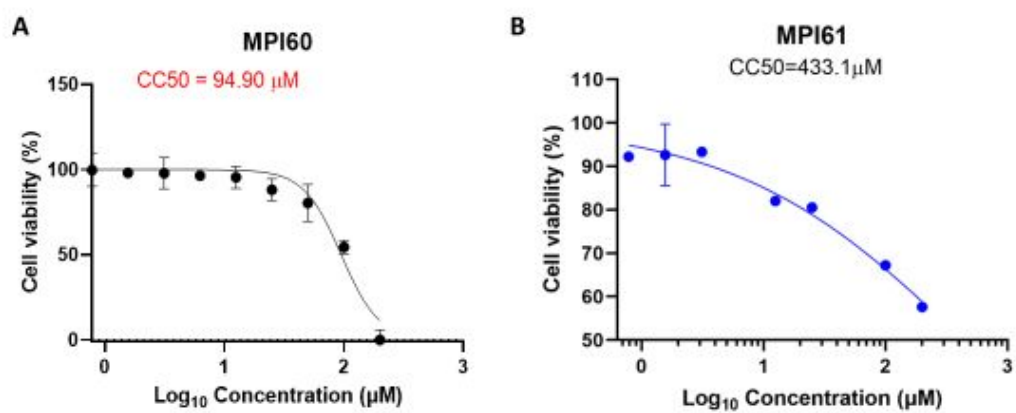 A
MPI60
CC50 = 94.90 μM
150
100
50
0
Cell viability (%)
0
1
2
3
Log10 Concentration (μM)
B
MPI61
CC50=433.1μM
110
100
90
80
70
60
50
Cell viability (%)
0
1
2
3
Log10 Concentration (μM)